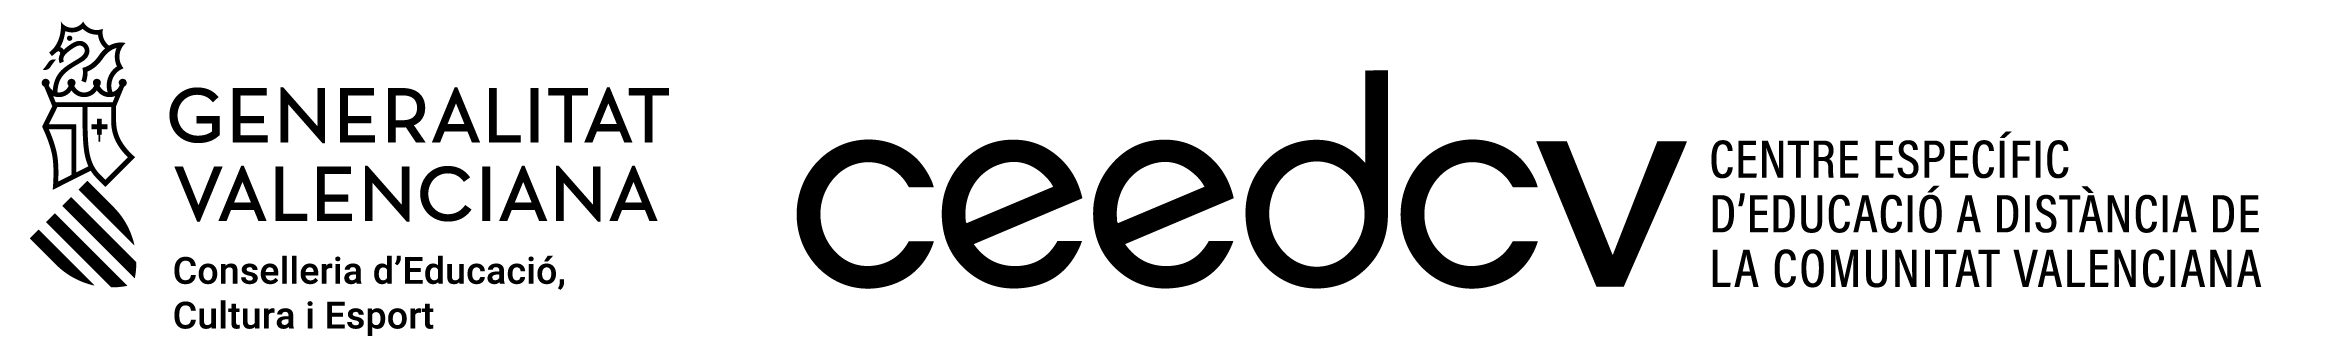 GENERALITAT
VALENCIANA
Conselleria d’Educació,
Cultura i Esport
ceedcv
CENTRE ESPECÍFIC
D’EDUCACIÓ A DISTÀNCIA DE
LA COMUNITAT VALENCIANA